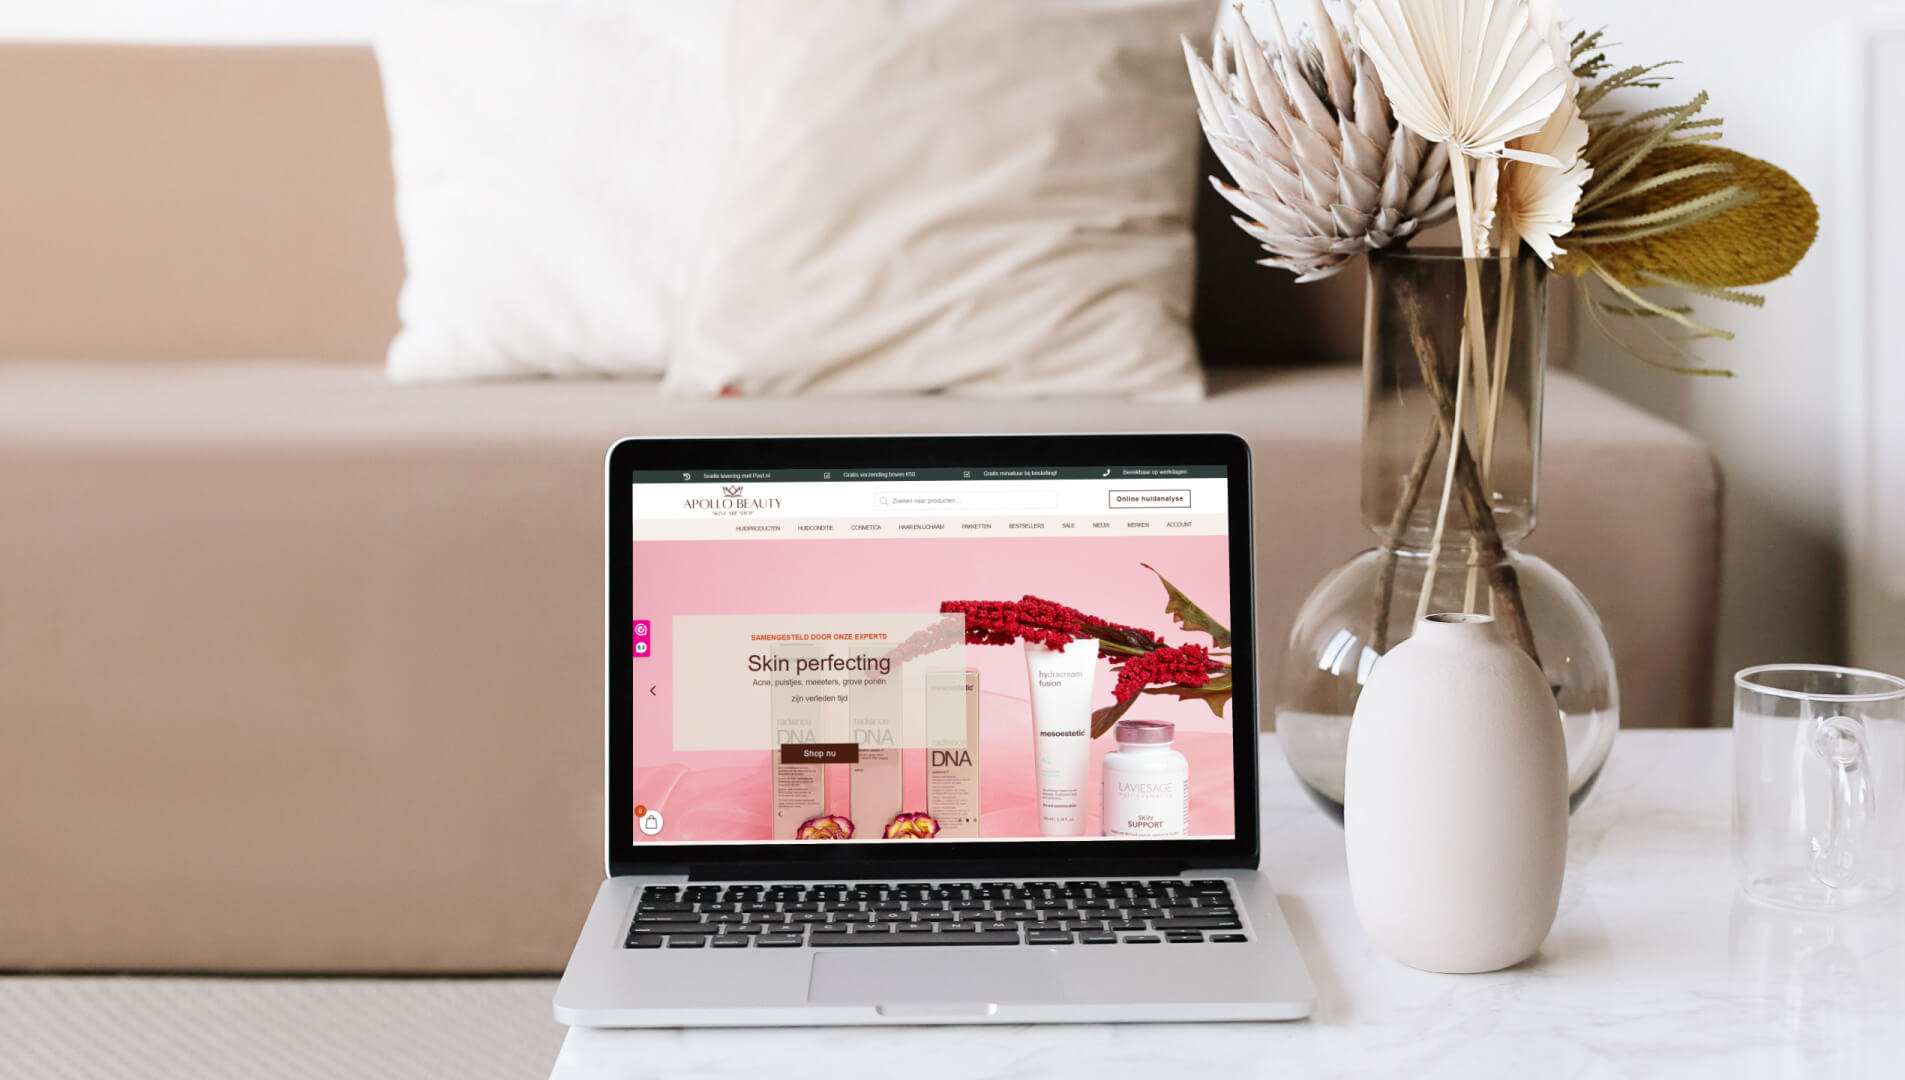 Snelle levering met Post.nl
Gratis verzending boven €50
Gratis miniatuur bij bestelling!
Bereikbaar op werkdagen
APOLLO BEAUTY
SKINCARE SHOP
Zoeken naar producten ...
Online huidanalyse
HUIDPRODUCTEN HUIDCONDITIE COSMETICA HAAR EN LICHAAM PAKKETTEN BESTSELLERS SALE NIEUW MERKEN ACCOUNT
SAMENGESTELD DOOR ONZE EXPERTS
Skin perfecting
Acne, puistjes, meeeters, grove poriën
zijn verleden tijd
Shop nu
mesoestetic
radiance
DNA
radiance
DNA
radiance
DNA
hydracream
fusion
mesoestetic
LAVIESAGE
SKIN
SUPPORT
0